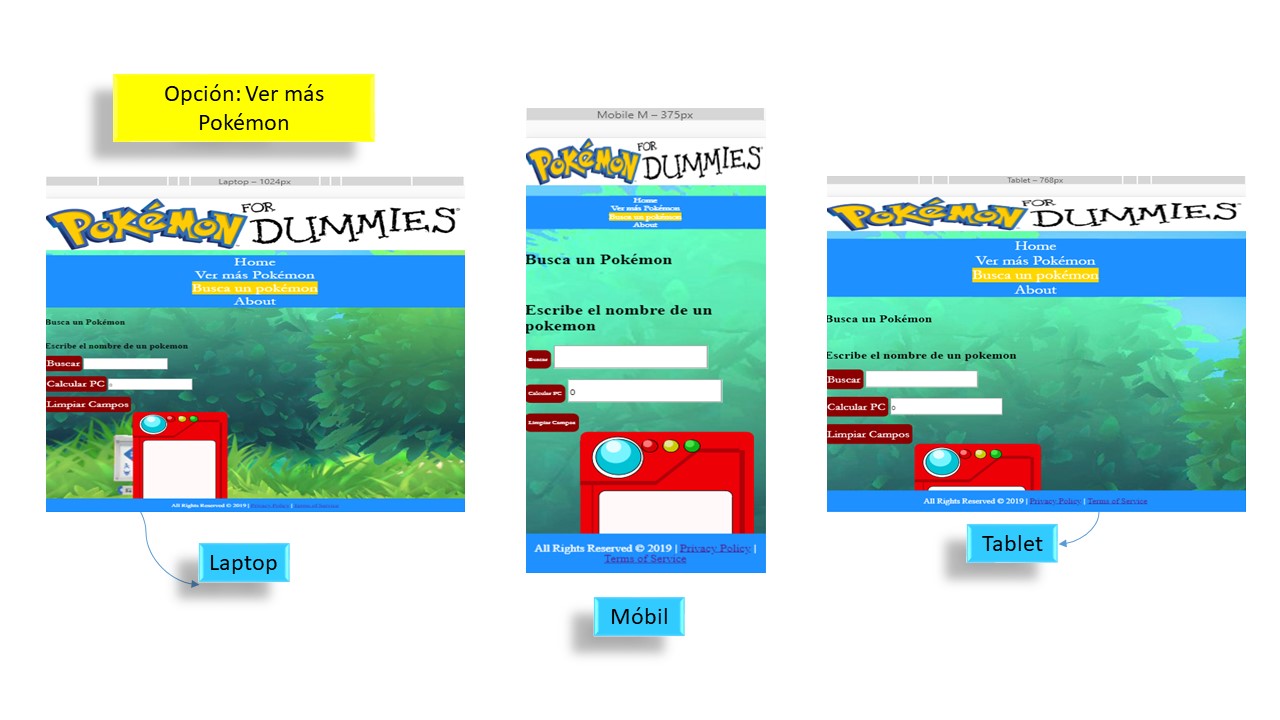 Opción: Ver más
Pokémon
Laptop – 1024px
POKéMON FOR DUMMIES
Home
Ver más Pokémon
Busca un pokémon
About
Busca un Pokémon
Escribe el nombre de un pokemon
Buscar
Calcular PC 0
Limpiar Campos
All Rights Reserved © 2019 | Privacy Policy | Terms of Service
Laptop
Mobile M – 375px
POKéMON FOR DUMMIES
Home
Ver más Pokémon
Busca un pokémon
About
Busca un Pokémon
Escribe el nombre de un
pokemon
Buscar
Calcular PC 0
Limpiar Campos
All Rights Reserved © 2019 | Privacy Policy |
Terms of Service
Móbil
Tablet – 768px
POKéMON FOR DUMMIES
Home
Ver más Pokémon
Busca un pokémon
About
Busca un Pokémon
Escribe el nombre de un pokemon
Buscar
Calcular PC 0
Limpiar Campos
All Rights Reserved © 2019 | Privacy Policy | Terms of Service
Tablet